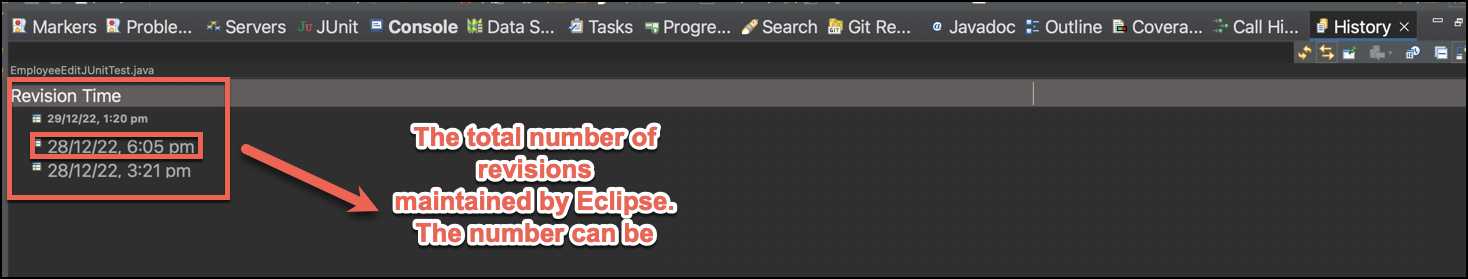 Markers Proble... Servers JUnit Console Data S... Tasks Progre... Search Git Re... @ Javadoc Outline Covera... Call Hi... History
EmployeeEditJUnitTest.java
Revision Time
29/12/22, 1:20 pm
28/12/22, 6:05 pm
28/12/22, 3:21 pm
The total number of
revisions
maintained by Eclipse.
The number can be